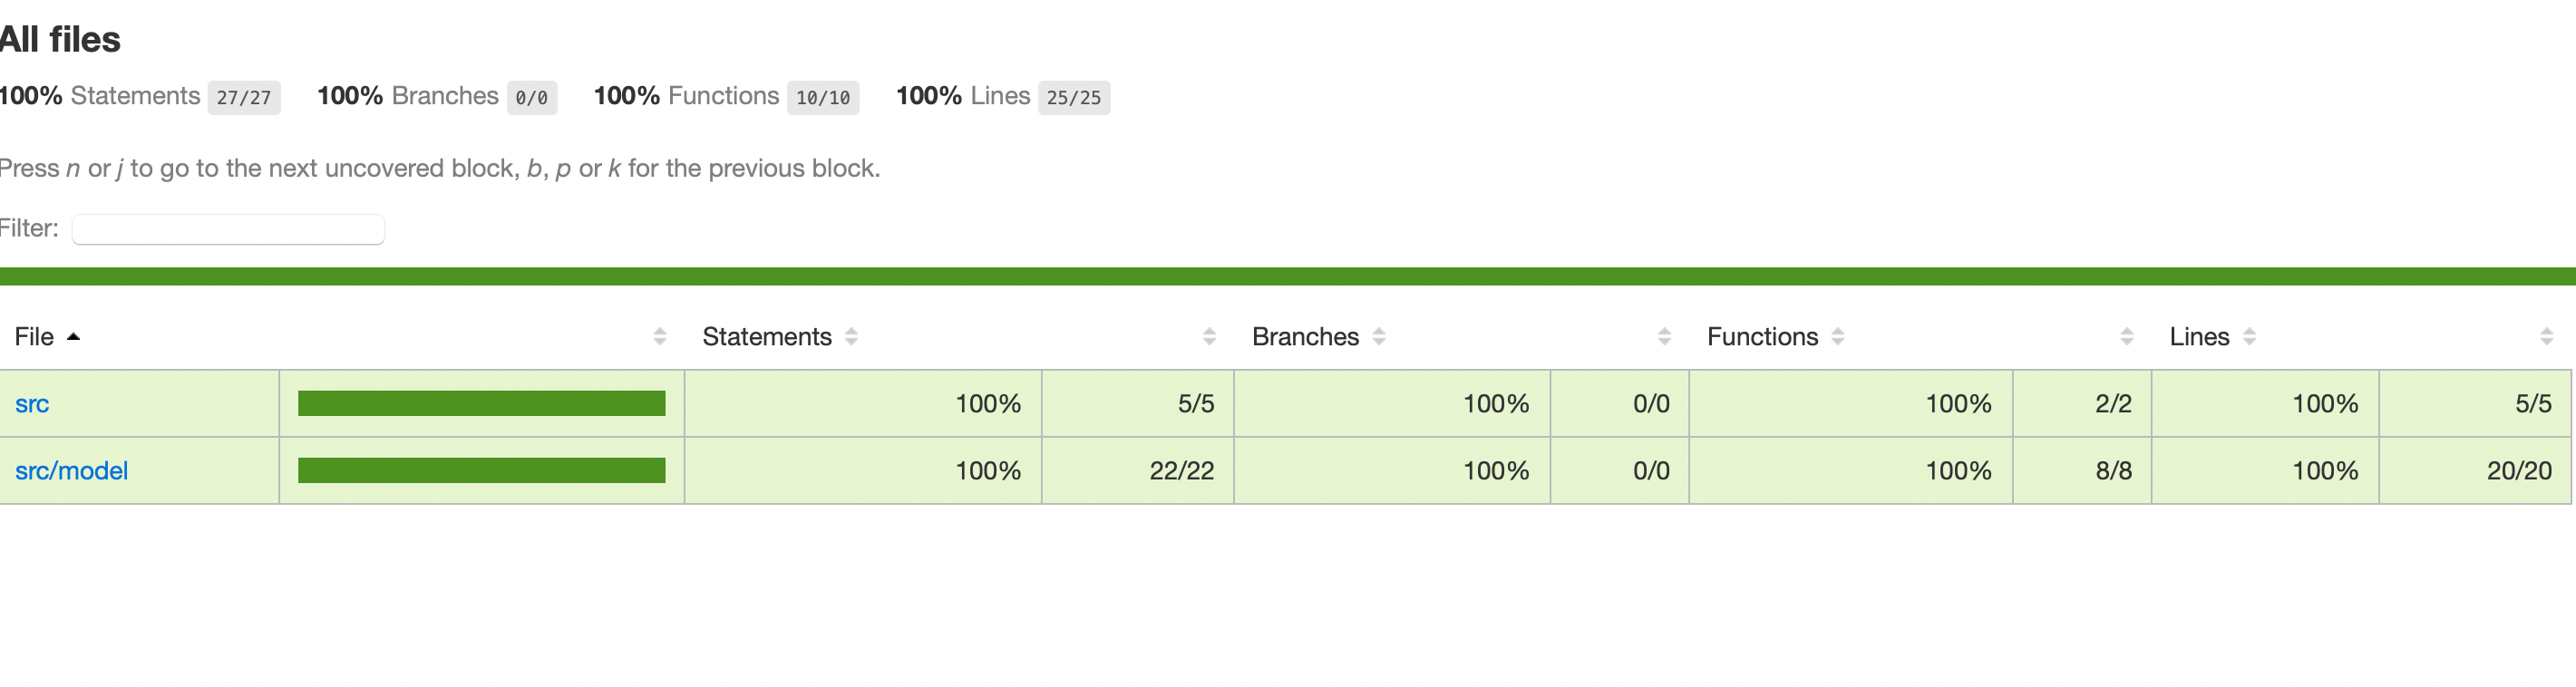 All files
100% Statements 27/27 100% Branches 0/0 100% Functions 10/10 100% Lines 25/25
Press n or j to go to the next uncovered block, b, p or k for the previous block.
Filter:
File Statements Branches Functions Lines
src 100% 5/5 100% 0/0 100% 2/2 100% 5/5
src/model 100% 22/22 100% 0/0 100% 8/8 100% 20/20